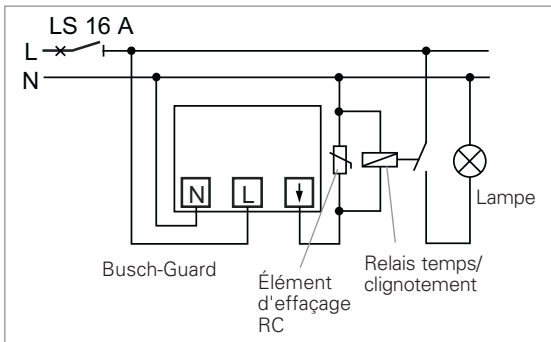 LS 16 A
L
N
N
L
Lampe
Busch-Guard
Élément
d'effaçage
RC
Relais temps/
clignotement